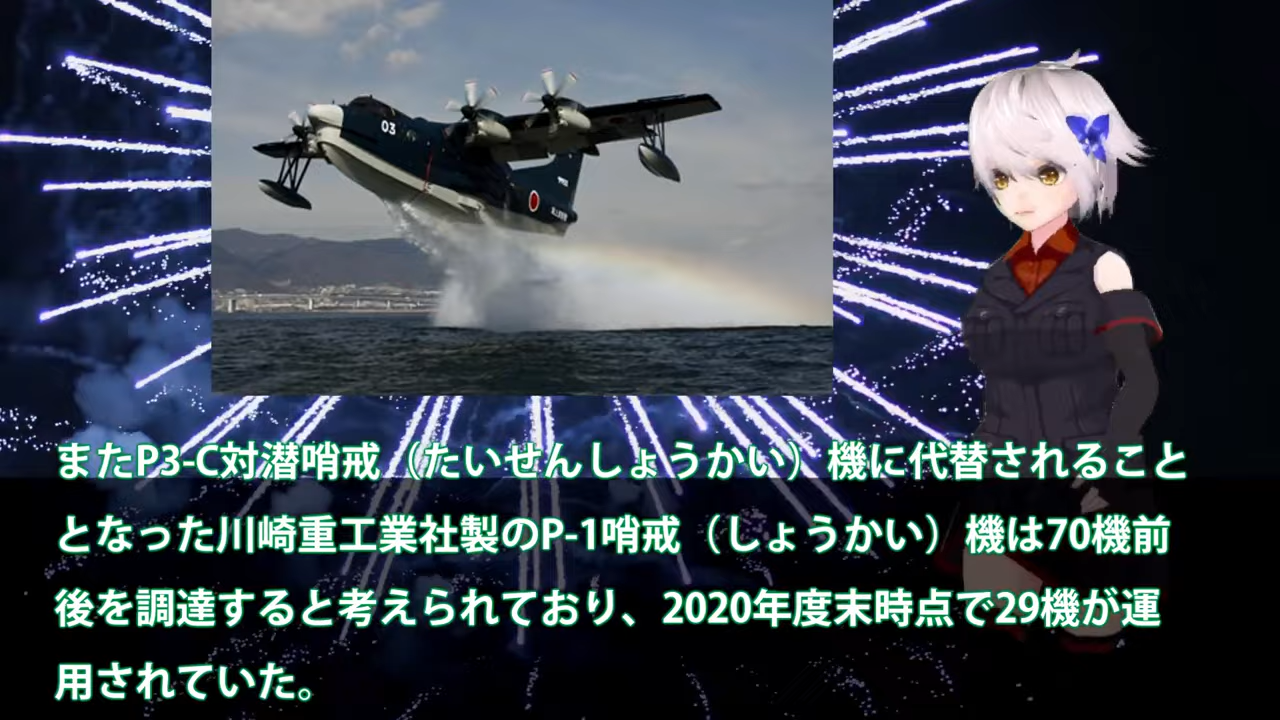 03
またP3-C対潜哨戒（たいせんしょうかい）機に代替されること
となった川崎重工業社製のP-1哨戒（しょうかい）機は70機前
後を調達すると考えられており、2020年度末時点で29機が運
用されていた。